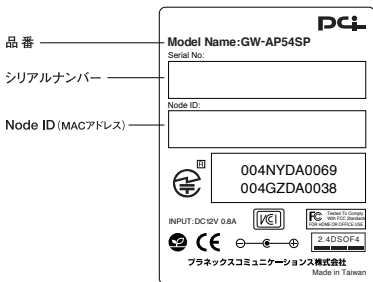 PCi
品番
Model Name:GW-AP54SP
Serial No:
シリアルナンバー
Node ID:
Node ID(MACアドレス)
R
004NYDA0069
004GZDA0038
INPUT:DC12V 0.8A
VCI
FC
Tested To Comply
With FCC Standards
FOR HOME OR OFFICE USE
CE
2.4DSOF4
プラネックスコミュニケーションズ株式会社
Made in Taiwan